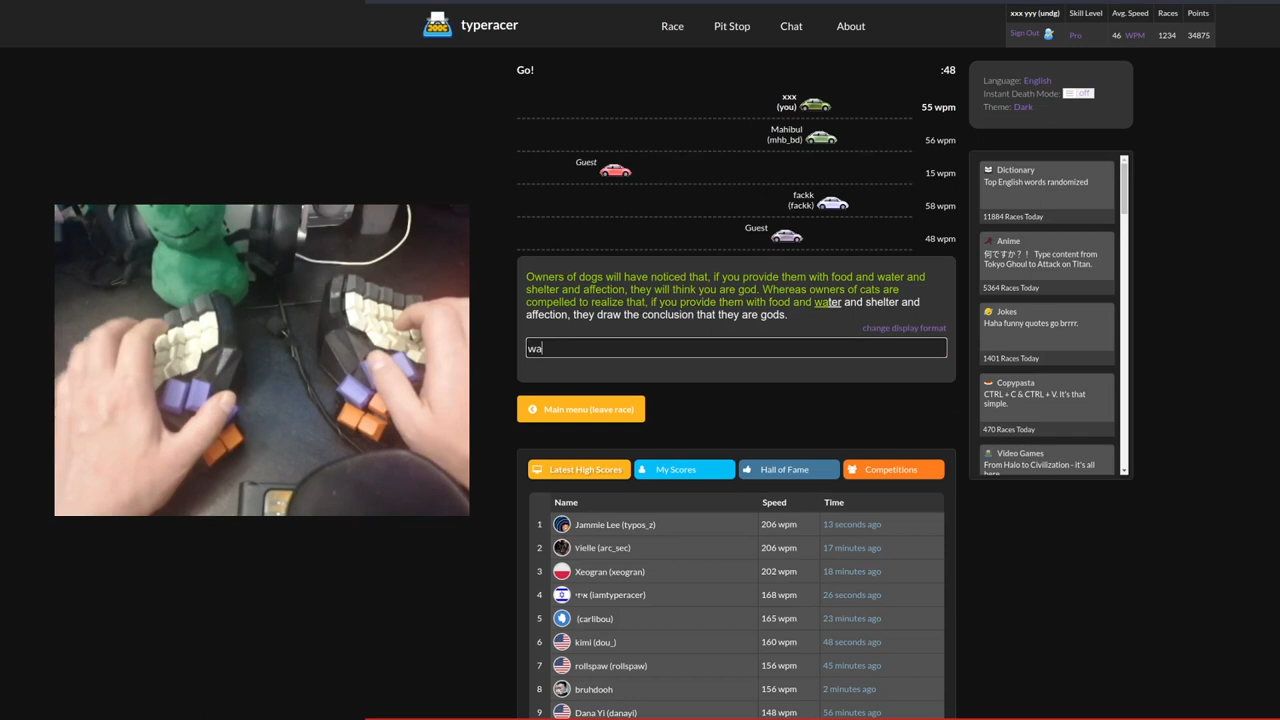 typeracer
Race
Pit Stop
Chat
About
xxx yyy (undg)
Skill Level
Avg. Speed
Races
Points
Sign Out
Pro
46 WPM
1234
34875
Go!
:48
xxx
(you)
55 wpm
Mahibul
(mhb_bd)
56 wpm
Guest
15 wpm
fackk
(fackk)
58 wpm
Guest
48 wpm
Owners of dogs will have noticed that, if you provide them with food and water and
shelter and affection, they will think you are god. Whereas owners of cats are
compelled to realize that, if you provide them with food and water and shelter and
affection, they draw the conclusion that they are gods.
change display format
wa
Main menu (leave race)
Language: English
Instant Death Mode: off
Theme: Dark
Dictionary
Top English words randomized
11884 Races Today
Anime
何ですか？！ Type content from
Tokyo Ghoul to Attack on Titan.
5364 Races Today
Jokes
Haha funny quotes go brrrr.
1401 Races Today
Copypasta
CTRL + C & CTRL + V. It's that
simple.
470 Races Today
Video Games
From Halo to Civilization - it's all
here
Latest High Scores
My Scores
Hall of Fame
Competitions
Name Speed Time
1 Jammie Lee (typos_z) 206 wpm 13 seconds ago
2 Vielle (arc_sec) 206 wpm 17 minutes ago
3 Xeogran (xeogran) 202 wpm 18 minutes ago
4 איזי (iamtyperacer) 168 wpm 26 seconds ago
5 (carlibou) 165 wpm 23 minutes ago
6 kimi (dou_) 160 wpm 48 seconds ago
7 rollspaw (rollspaw) 156 wpm 45 minutes ago
8 bruhdooh 156 wpm 2 minutes ago
9 Dana Yi (danayi) 148 wpm 56 minutes ago